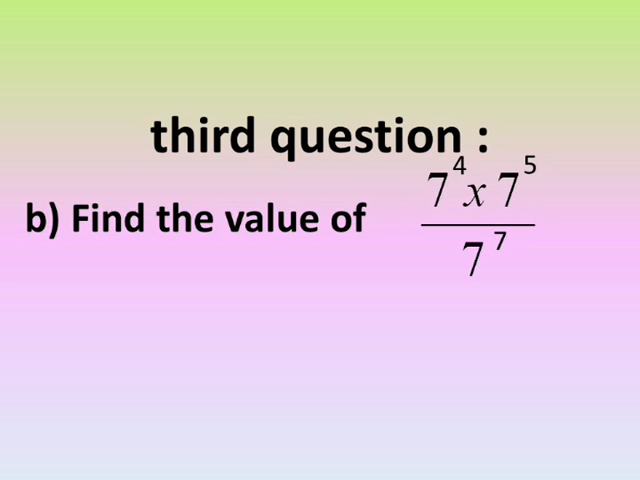 third question :
b) Find the value of
7⁴ x 7⁵
7⁷